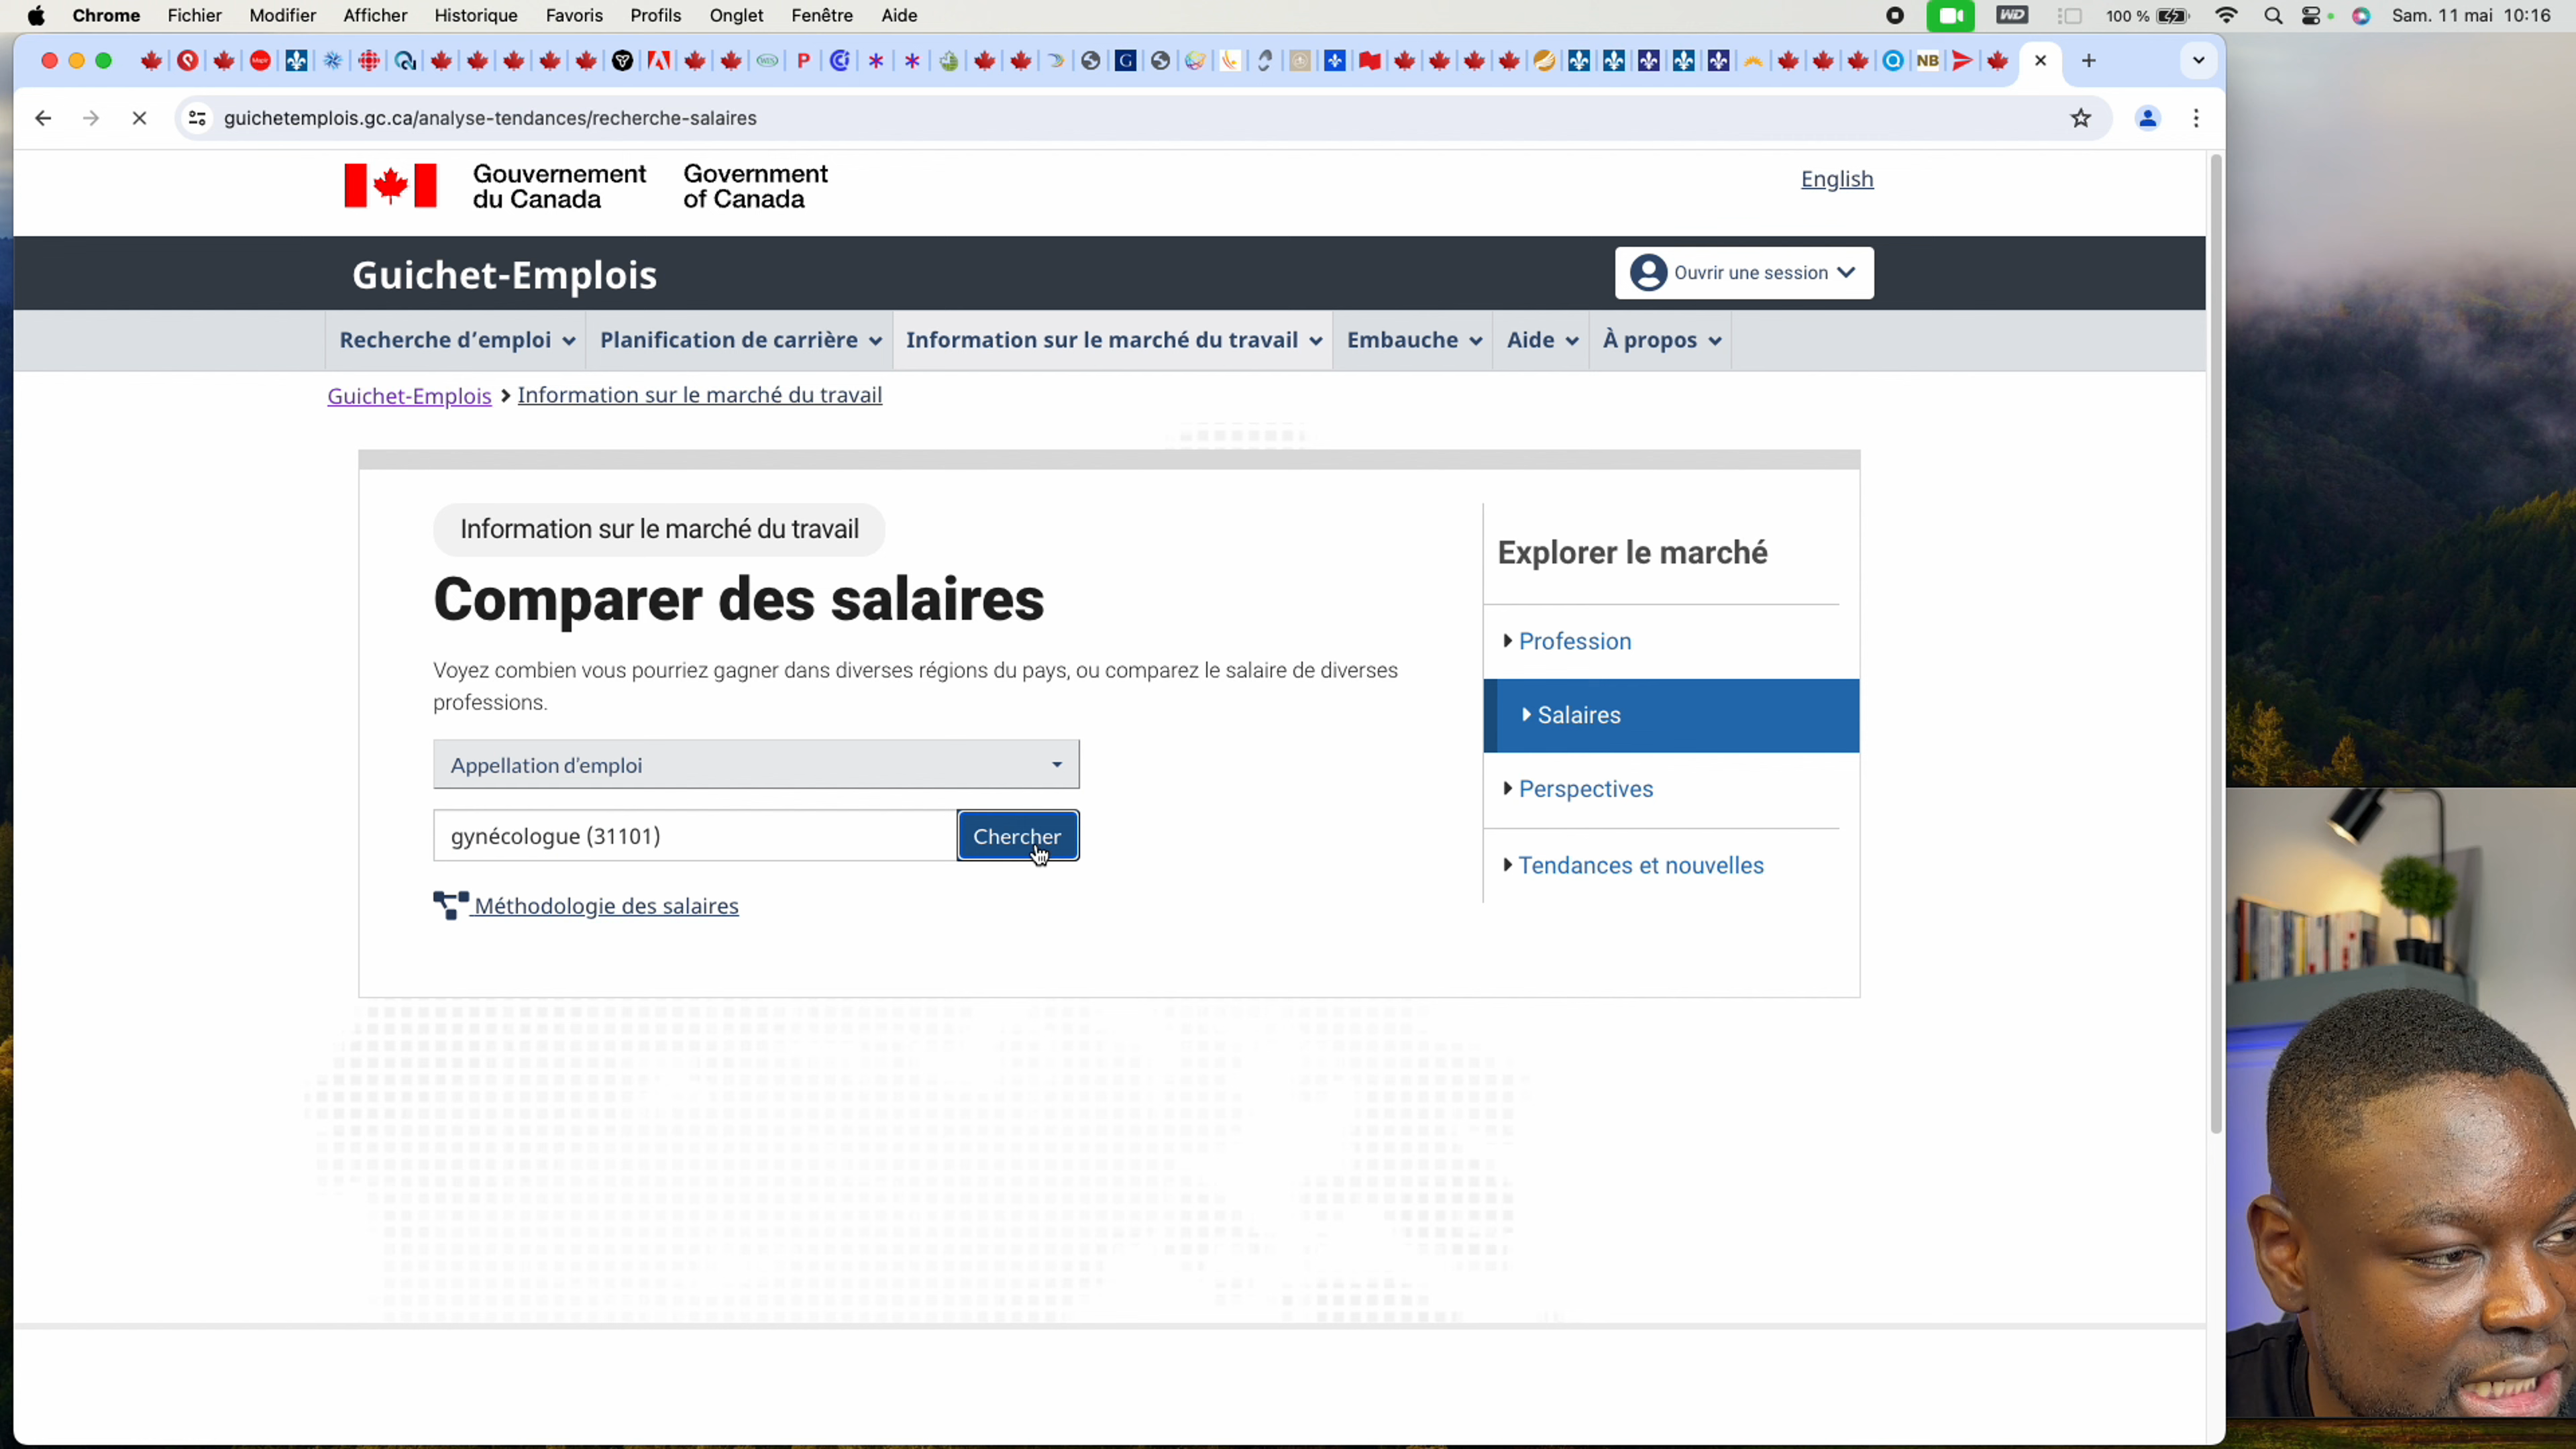 Chrome Fichier Modifier Afficher Historique Favoris Profils Onglet Fenêtre Aide
WD 100 % Sam. 11 mai 10:16
P G NB
guichetemplois.gc.ca/analyse-tendances/recherche-salaires
Gouvernement du Canada
Government of Canada
English
Guichet-Emplois
Ouvrir une session
Recherche d’emploi Planification de carrière Information sur le marché du travail Embauche Aide À propos
Guichet-Emplois Information sur le marché du travail
Information sur le marché du travail
Comparer des salaires
Voyez combien vous pourriez gagner dans diverses régions du pays, ou comparez le salaire de diverses
professions.
Appellation d’emploi
gynécologue (31101) Chercher
Méthodologie des salaires
Explorer le marché
Profession
Salaires
Perspectives
Tendances et nouvelles